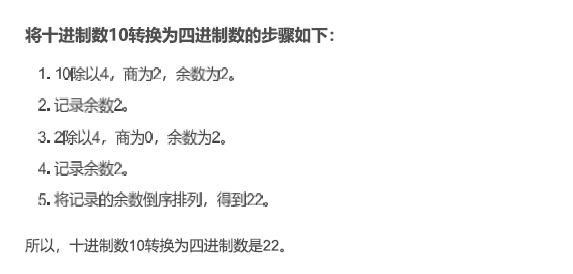 将十进制数10转换为四进制数的步骤如下：
1. 10除以4，商为2，余数为2。
2. 记录余数2。
3. 2除以4，商为0，余数为2。
4. 记录余数2。
5. 将记录的余数倒序排列，得到22。
所以，十进制数10转换为四进制数是22。